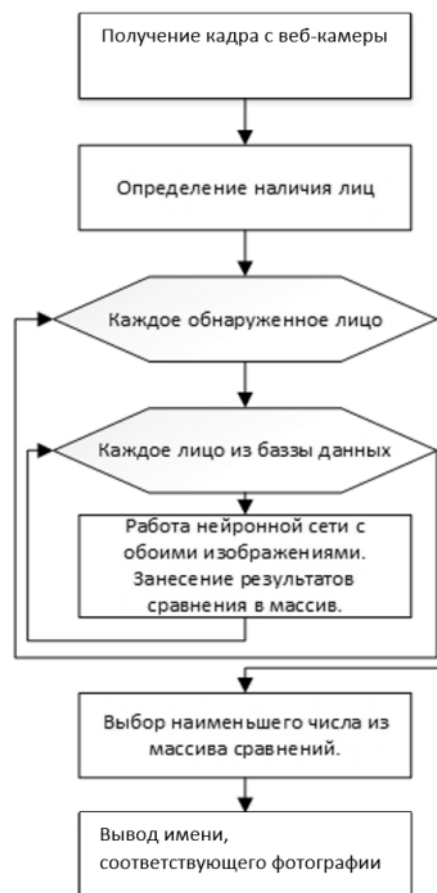 Получение кадра с веб-камеры
Определение наличия лиц
Каждое обнаруженное лицо
Каждое лицо из баззы данных
Работа нейронной сети с
обоими изображениями.
Занесение результатов
сравнения в массив.
Выбор наименьшего числа из
массива сравнений.
Вывод имени,
соответствующего фотографии